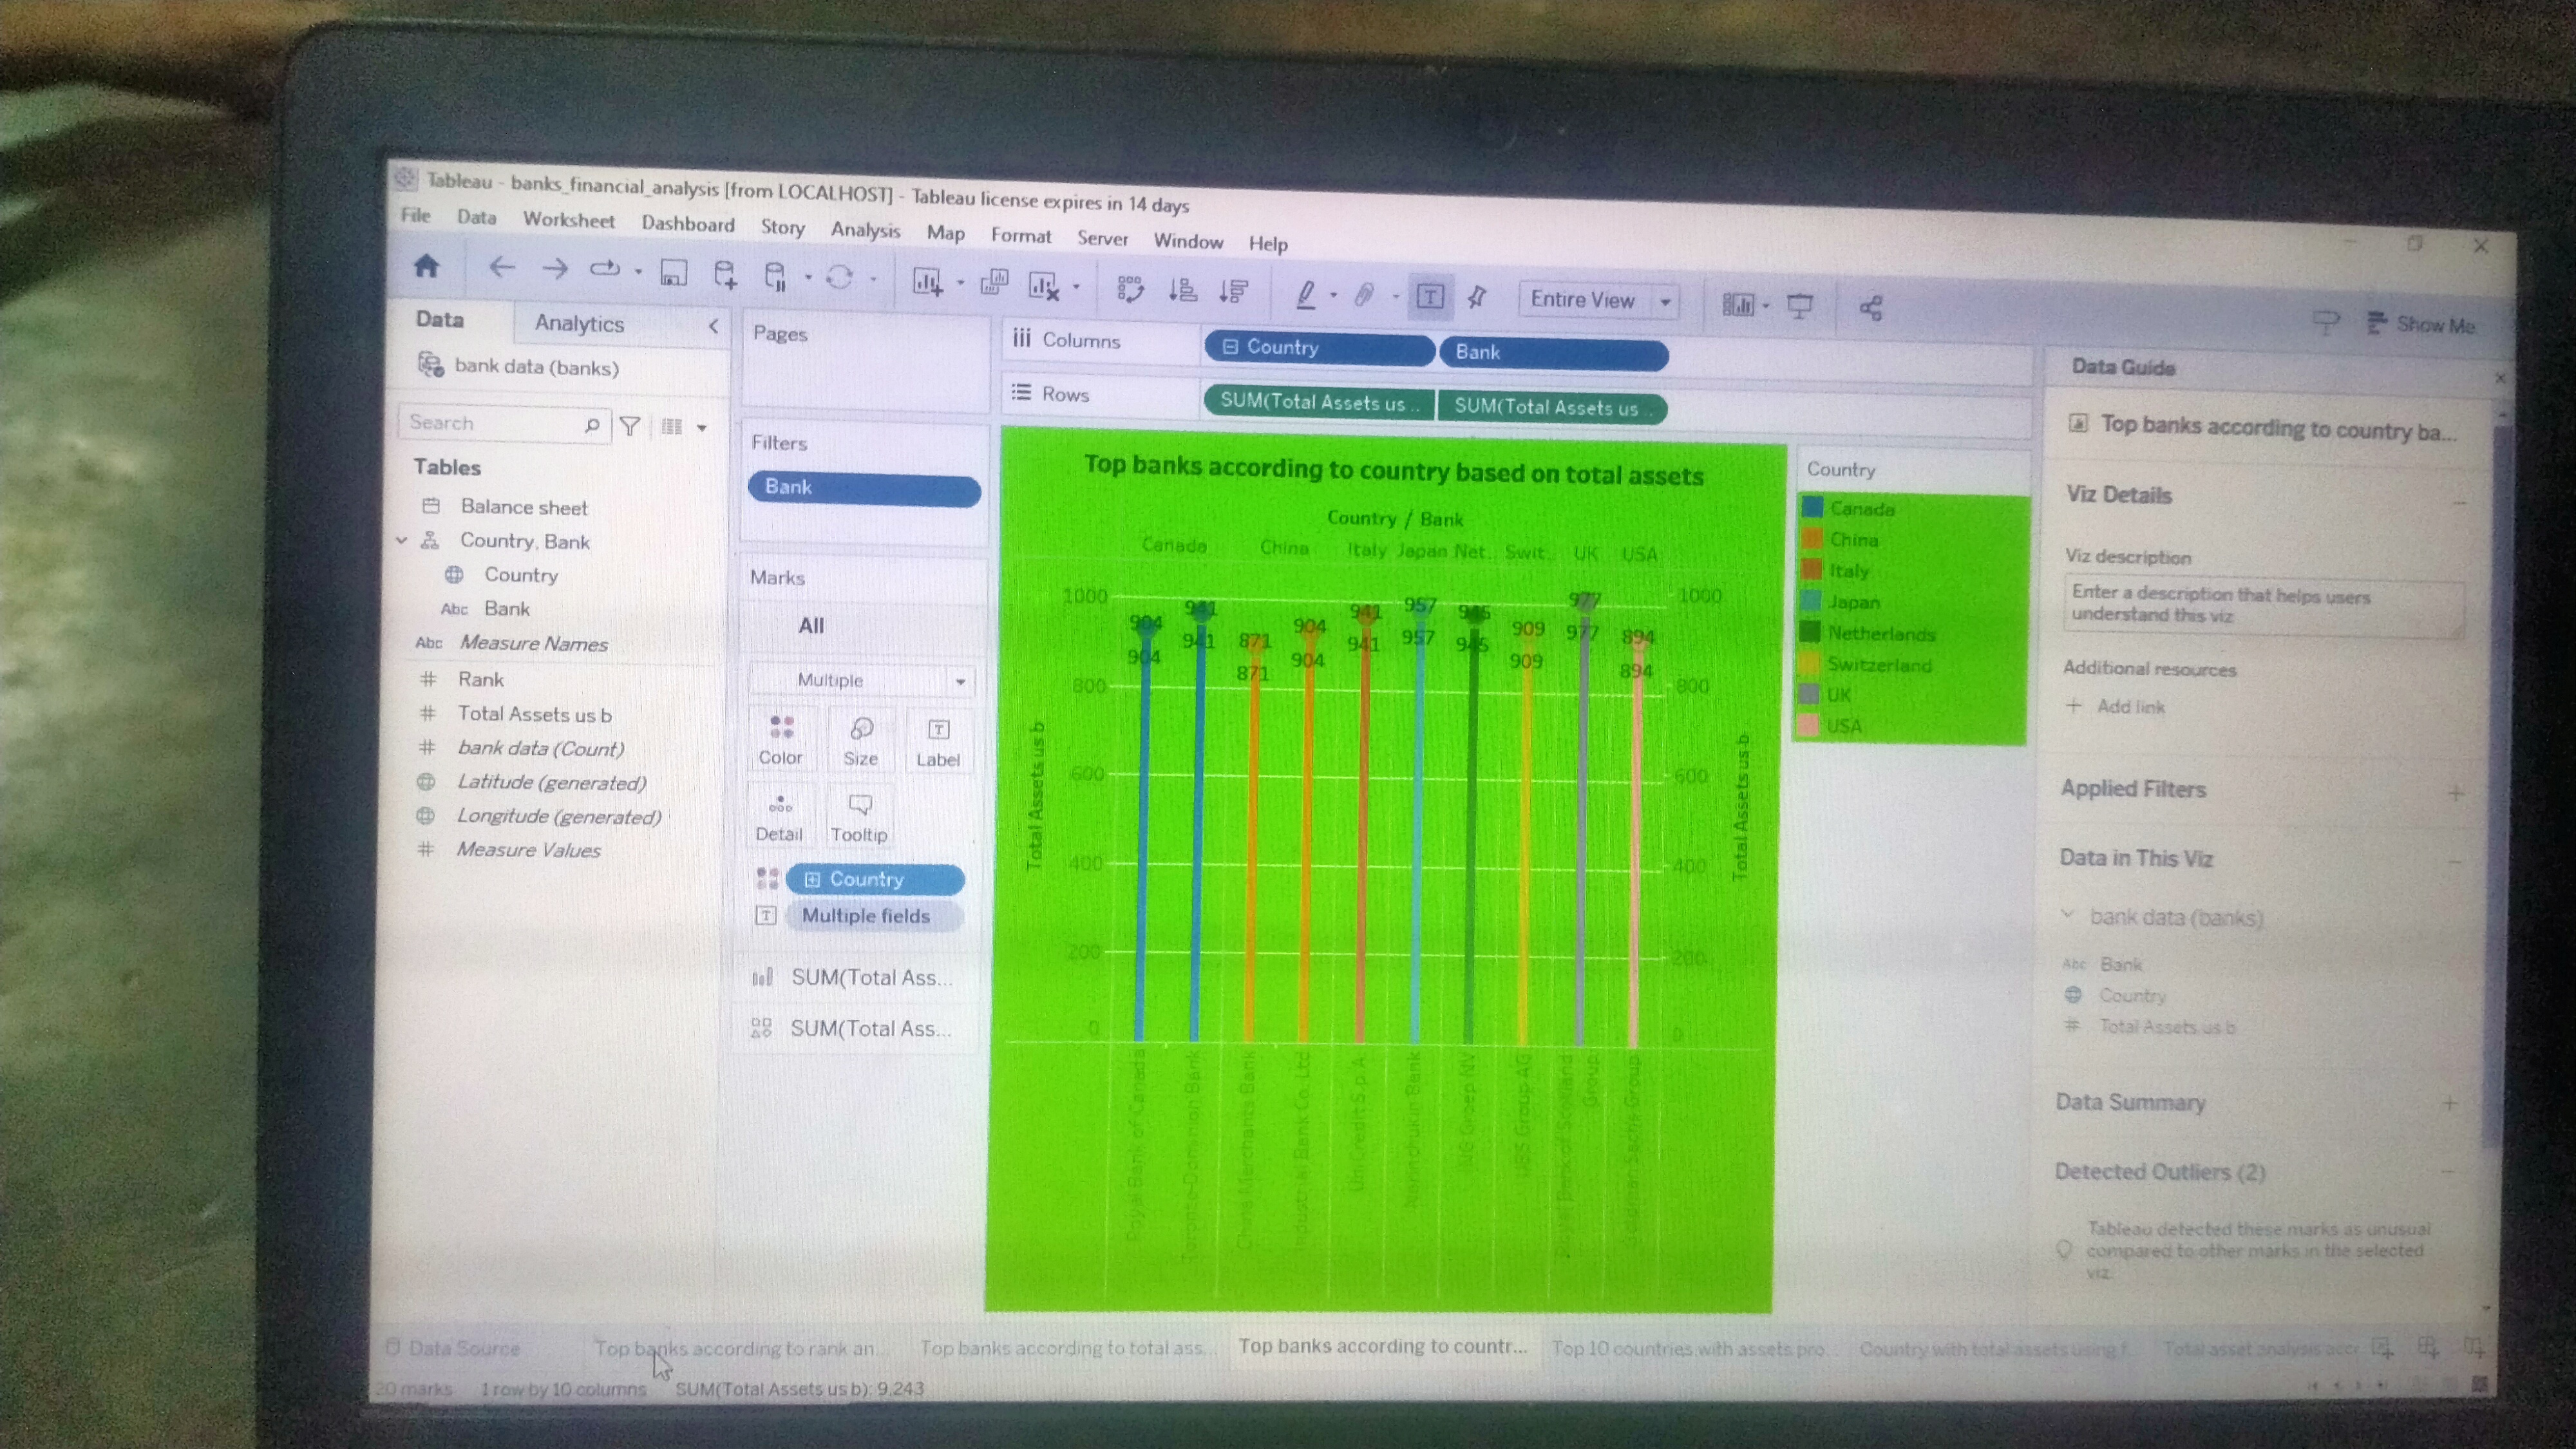 Tableau - banks_financial_analysis [from LOCALHOST] - Tableau license expires in 14 days
File Data Worksheet Dashboard Story Analysis Map Format Server Window Help
Entire View
Show Me
Data Analytics
bank data (banks)
Search
Tables
Balance sheet
Country, Bank
Country
Abc Bank
Abc Measure Names
# Rank
# Total Assets us b
# bank data (Count)
Latitude (generated)
Longitude (generated)
# Measure Values
Pages
Filters
Bank
Marks
All
Multiple
Color Size Label
Detail Tooltip
Country
Multiple fields
SUM(Total Ass...
SUM(Total Ass...
Columns Country Bank
Rows SUM(Total Assets us .. SUM(Total Assets us ..
Top banks according to country based on total assets
Country / Bank
Canada China Italy Japan Net.. Swit.. UK USA
1000 904 941 871 904 941 957 945 909 977 894 1000
904 941 871 904 941 957 945 909 977 894
800 800
600 600
400 400
200 200
0 0
Total Assets us b
Total Assets us b
Royal Bank of Canada
Toronto-Dominion Bank
China Merchants Bank
Industrial Bank Co. Ltd
UniCredit S.p.A
Norinchukin Bank
ING Groep NV
UBS Group AG
Royal Bank of Scotland Group
Goldman Sachs Group
Country
Canada
China
Italy
Japan
Netherlands
Switzerland
UK
USA
Data Guide
Top banks according to country ba...
Viz Details
Viz description
Enter a description that helps users
understand this viz
Additional resources
+ Add link
Applied Filters
Data in This Viz
bank data (banks)
Abc Bank
Country
# Total Assets us b
Data Summary
Detected Outliers (2)
Tableau detected these marks as unusual
compared to other marks in the selected
viz.
Data Source Top banks according to rank an... Top banks according to total ass... Top banks according to countr... Top 10 countries with assets pro... Country with total assets using f... Total asset analysis accr
20 marks 1 row by 10 columns SUM(Total Assets us b): 9,243